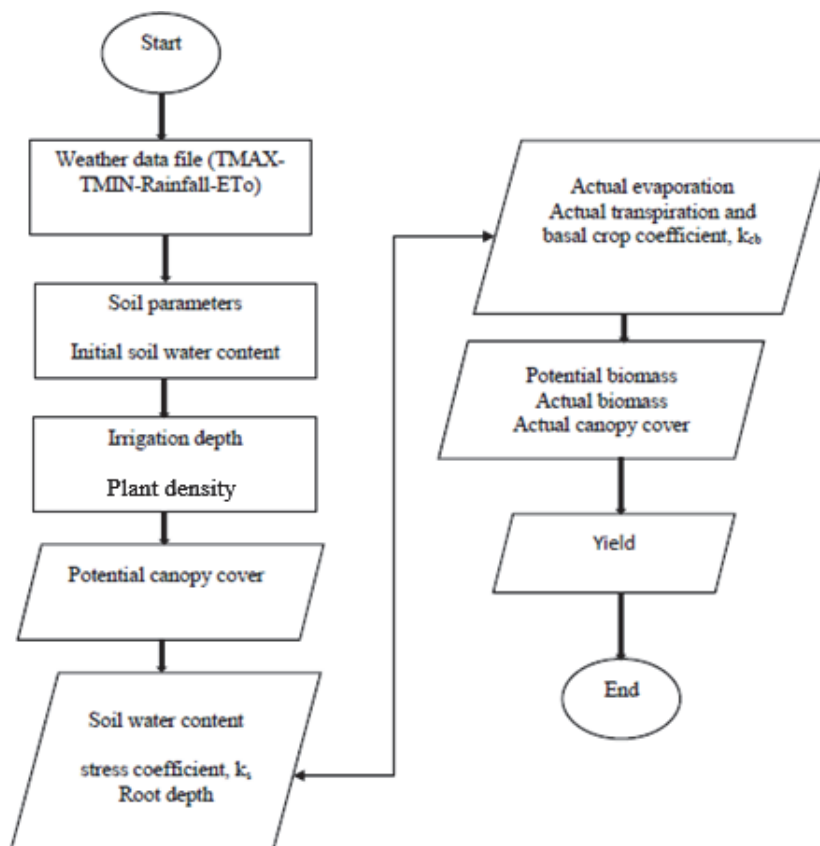 Start
Weather data file (TMAX-
TMIN-Rainfall-ETo)
Soil parameters
Initial soil water content
Irrigation depth
Plant density
Potential canopy cover
Soil water content
stress coefficient, kₛ
Root depth
Actual evaporation
Actual transpiration and
basal crop coefficient, k_cb
Potential biomass
Actual biomass
Actual canopy cover
Yield
End